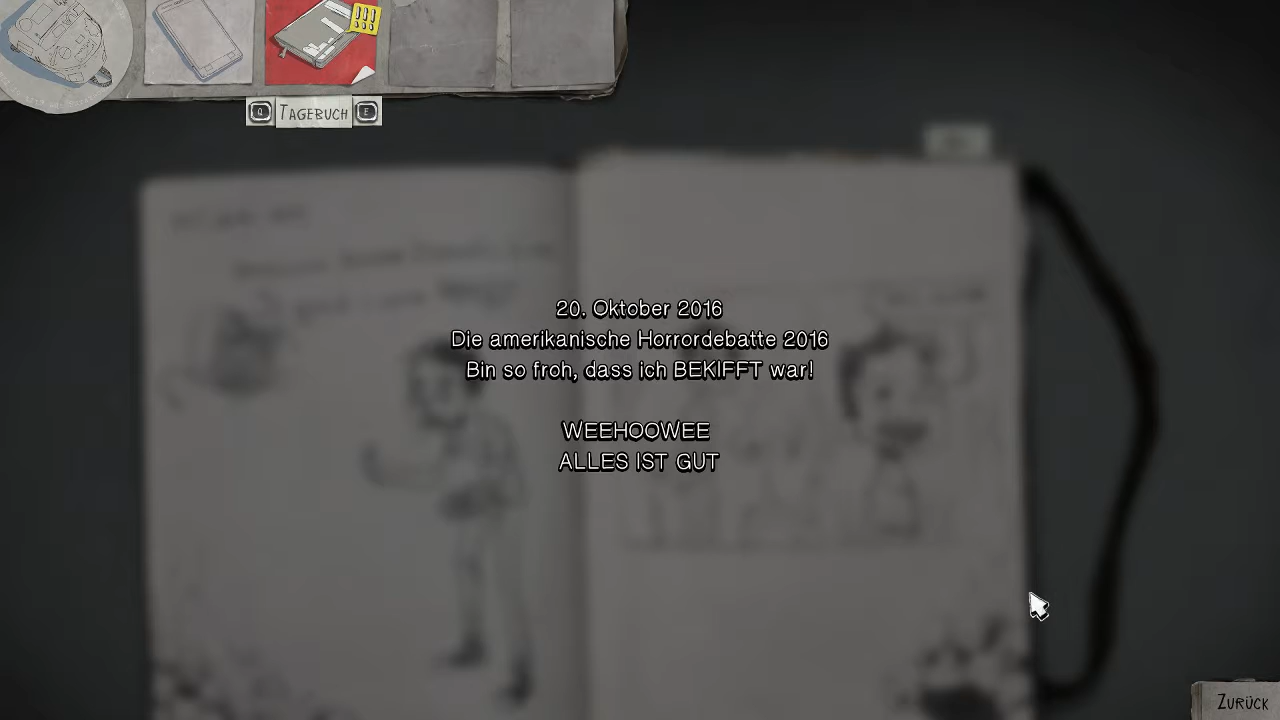 Q TAGEBUCH E
20. Oktober 2016
Die amerikanische Horrordebatte 2016
Bin so froh, dass ich BEKIFFT war!
WEEHOOWEE
ALLES IST GUT
ZURÜCK